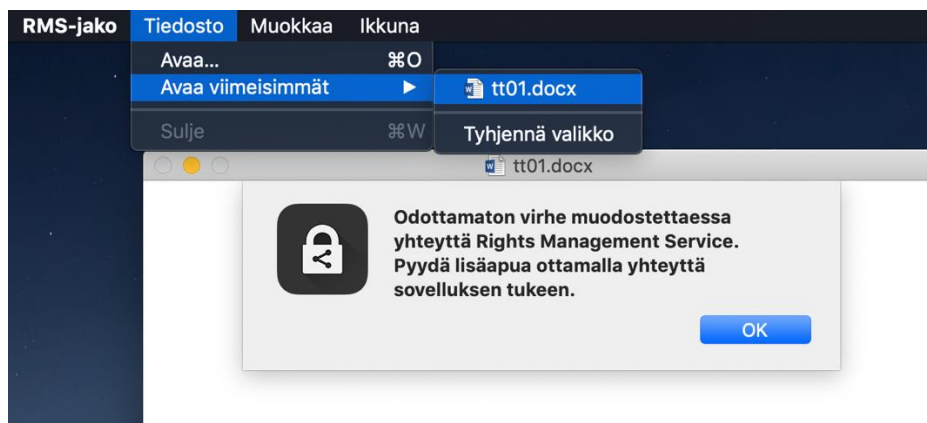 RMS-jako Tiedosto Muokkaa Ikkuna
Avaa... ⌘O
Avaa viimeisimmät ▶ tt01.docx
Sulje ⌘W Tyhjennä valikko
tt01.docx
Odottamaton virhe muodostettaessa
yhteyttä Rights Management Service.
Pyydä lisäapua ottamalla yhteyttä
sovelluksen tukeen.
OK